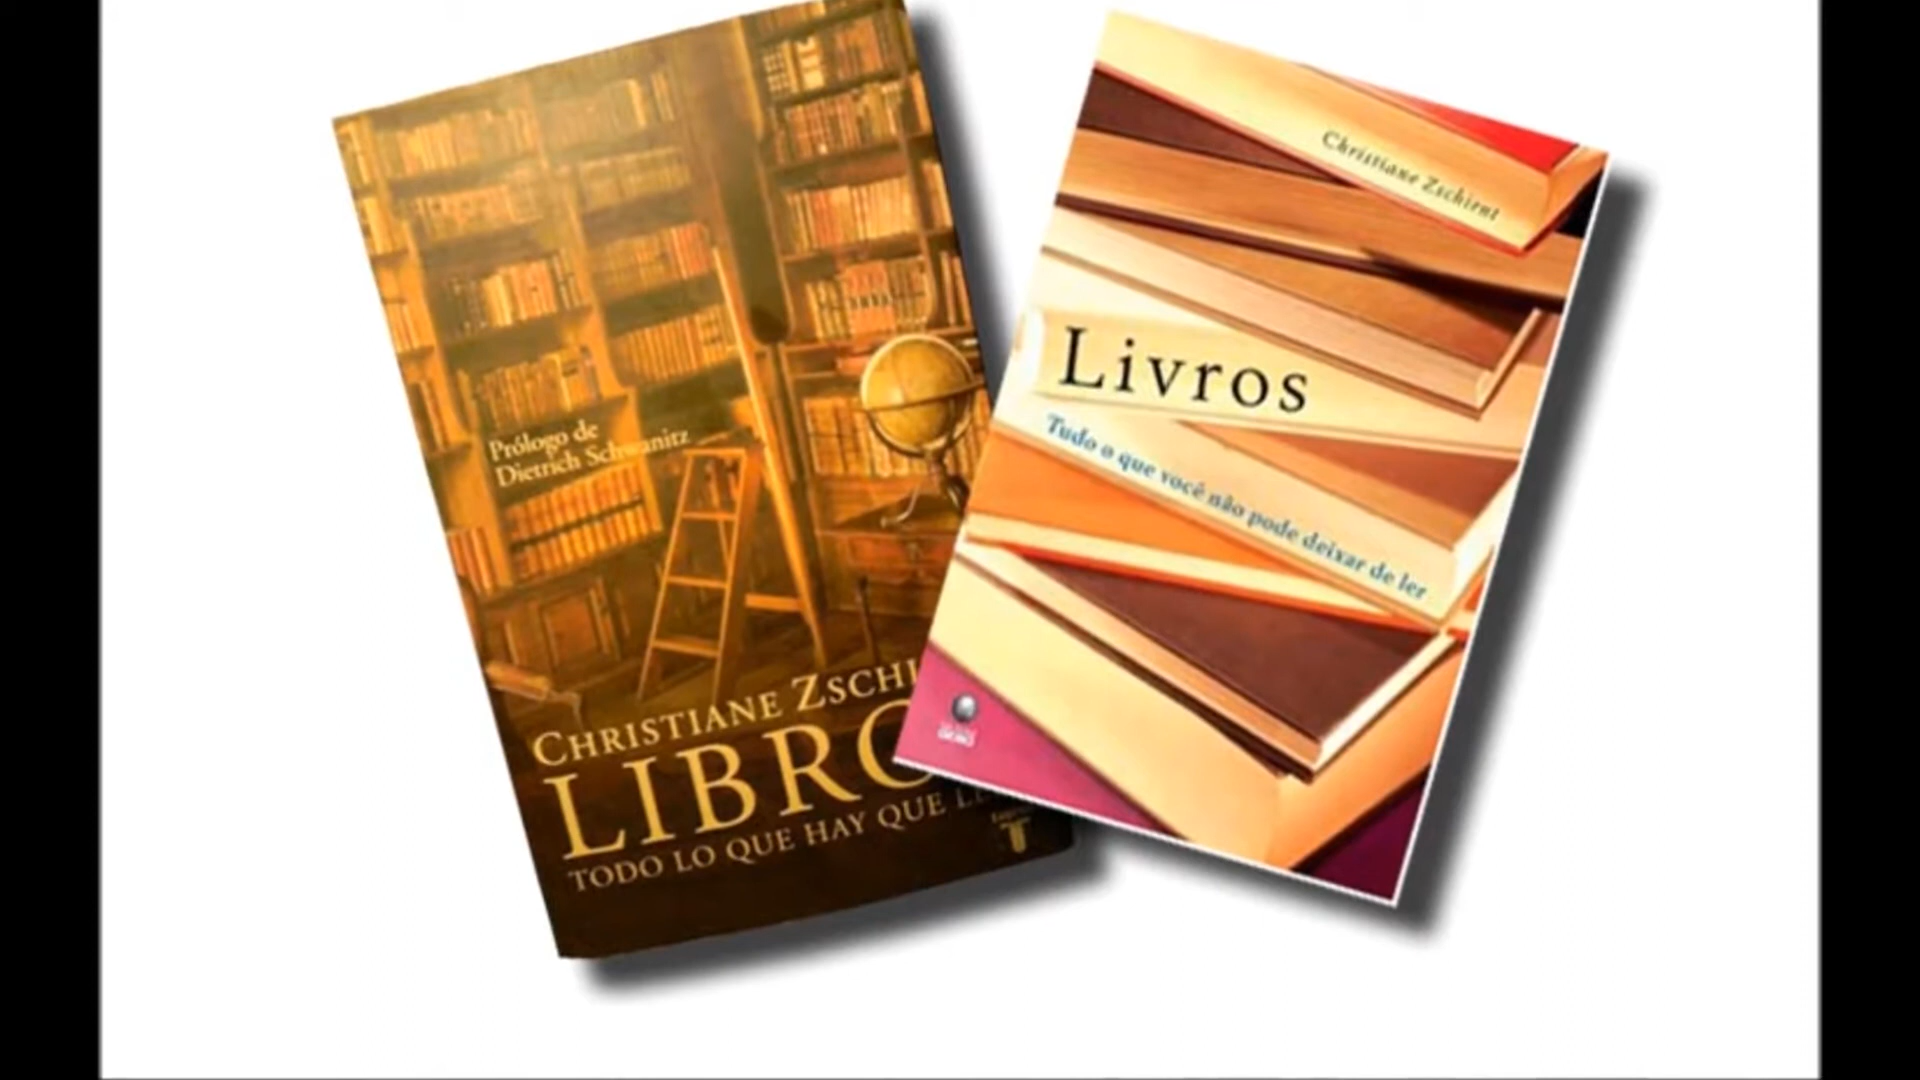 Prólogo de
Dietrich Schwanitz
CHRISTIANE ZSCHI
LIBRO
TODO LO QUE HAY QUE
Christiane Zschirnt
Livros
Tudo o que você não pode deixar de ler